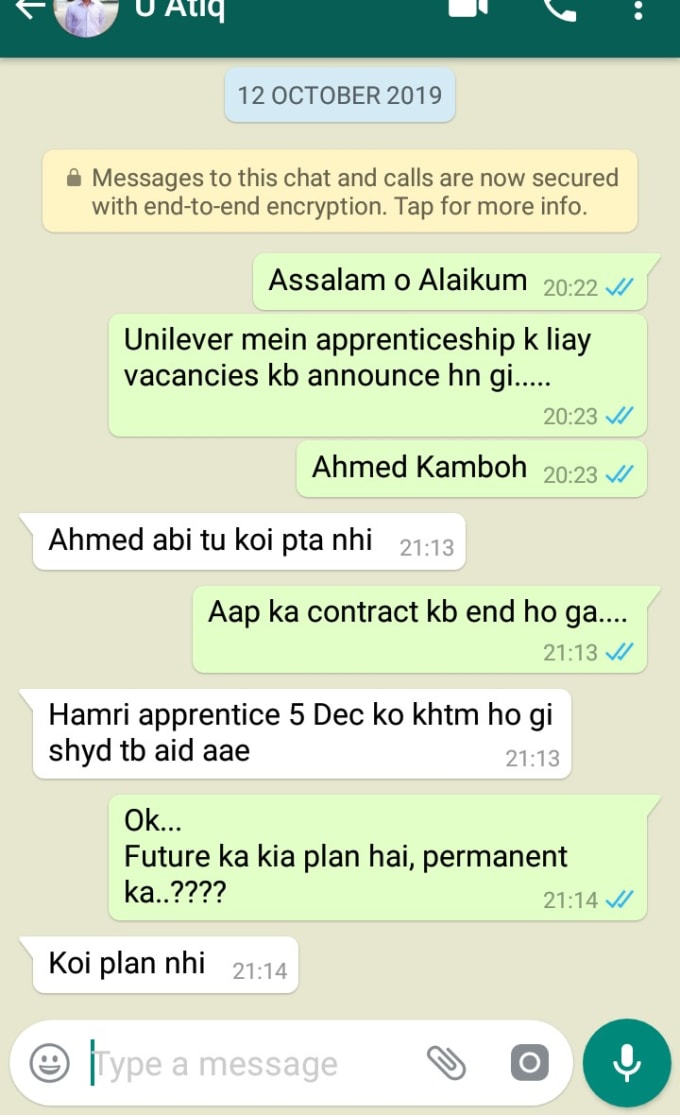 U Atiq
12 OCTOBER 2019
Messages to this chat and calls are now secured
with end-to-end encryption. Tap for more info.
Assalam o Alaikum 20:22
Unilever mein apprenticeship k liay
vacancies kb announce hn gi.....
20:23
Ahmed Kamboh 20:23
Ahmed abi tu koi pta nhi 21:13
Aap ka contract kb end ho ga....
21:13
Hamri apprentice 5 Dec ko khtm ho gi
shyd tb aid aae 21:13
Ok...
Future ka kia plan hai, permanent
ka..???? 21:14
Koi plan nhi 21:14
Type a message